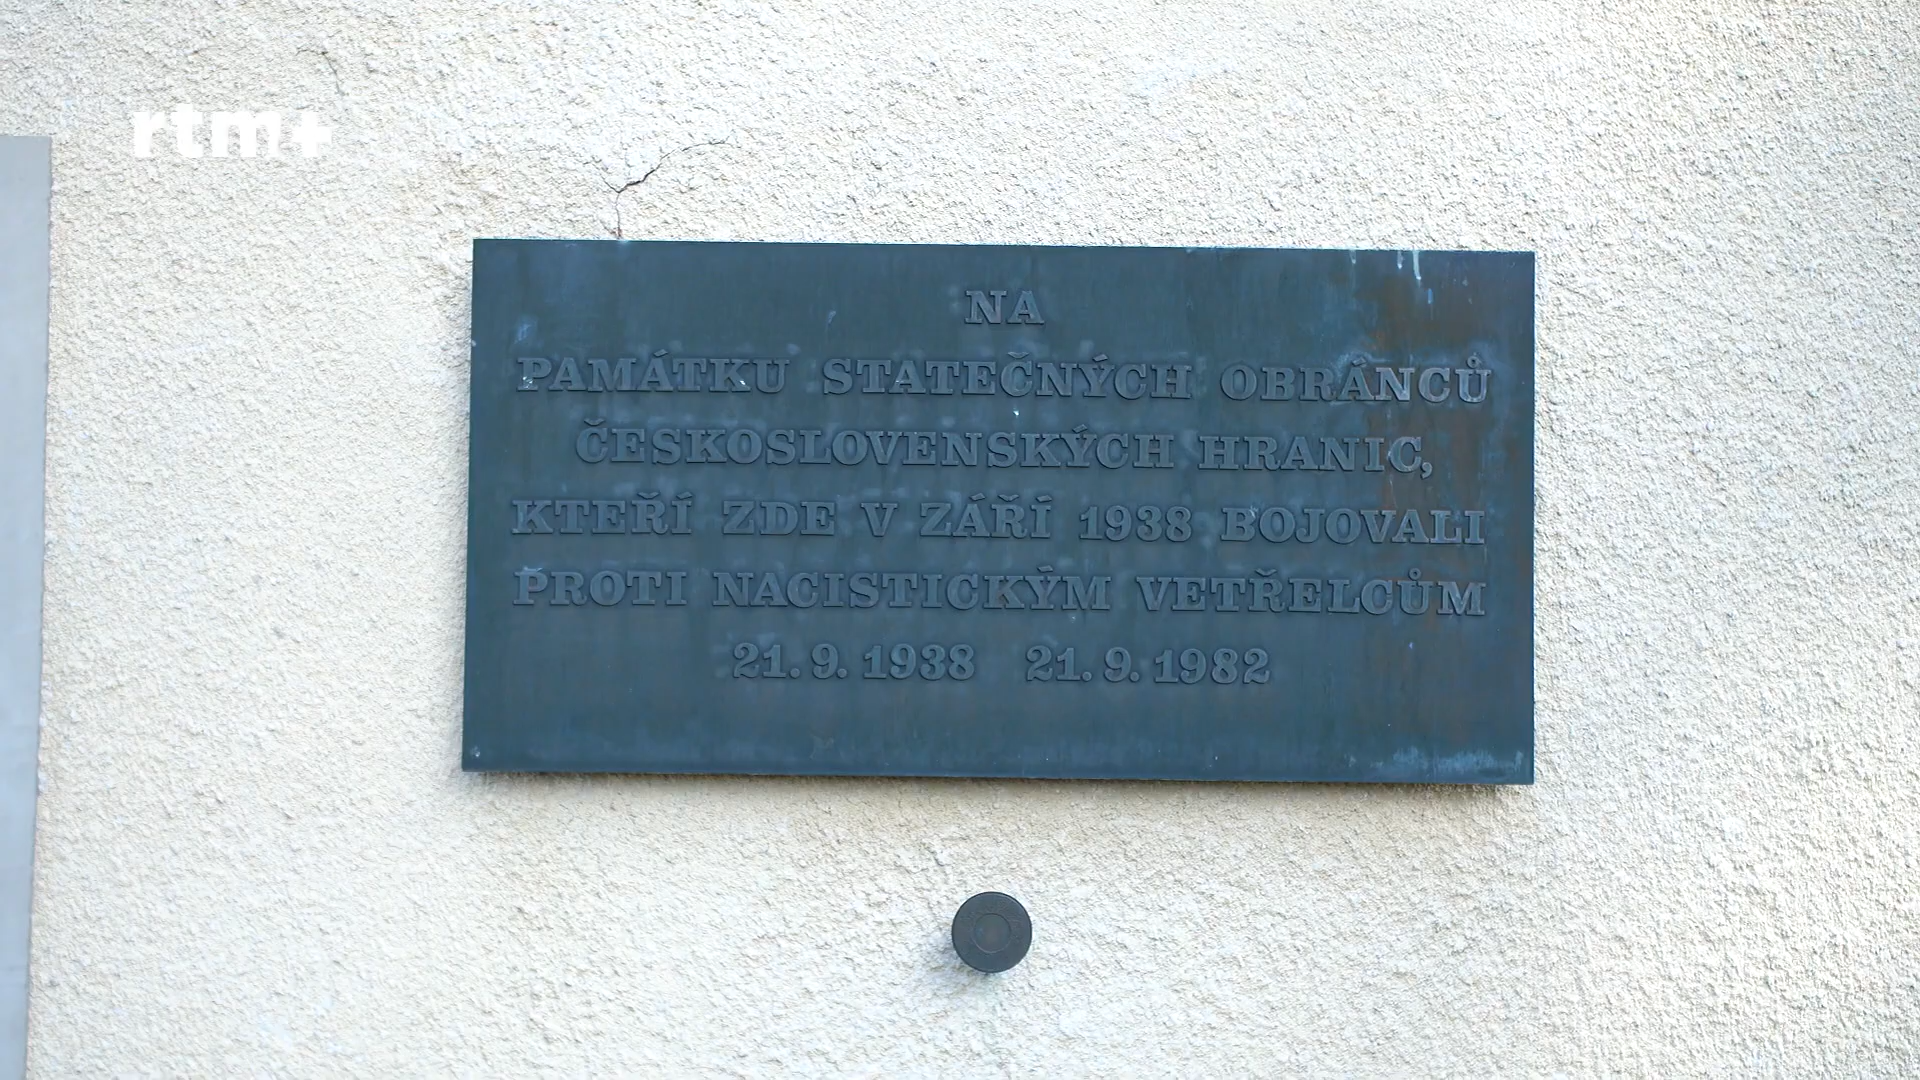 rtm+
NA
PAMÁTKU STATEČNÝCH OBRÁNCŮ
ČESKOSLOVENSKÝCH HRANIC,
KTEŘÍ ZDE V ZÁŘÍ 1938 BOJOVALI
PROTI NACISTICKÝM VETŘELCŮM
21.9.1938 21.9.1982